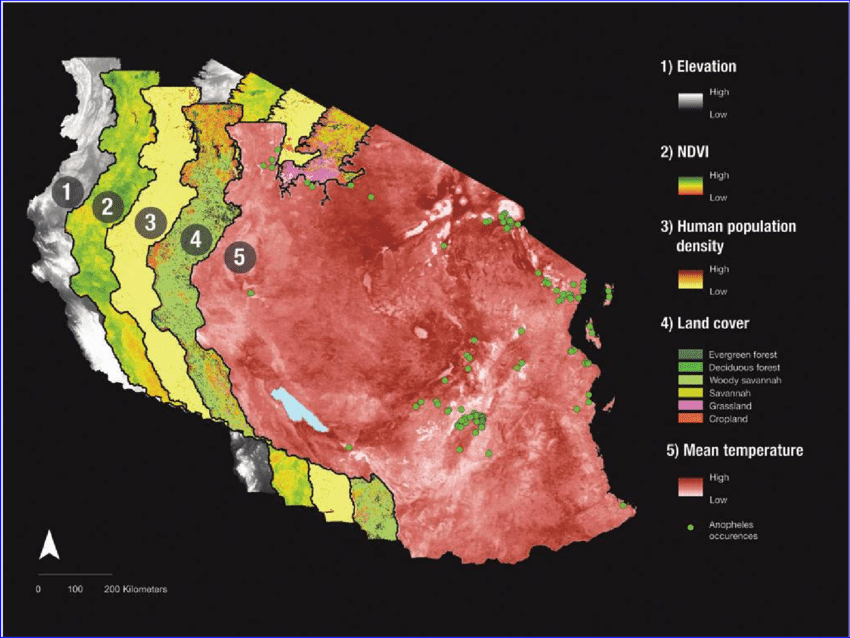 1) Elevation
High
Low
2) NDVI
High
Low
3) Human population
density
High
Low
4) Land cover
Evergreen forest
Deciduous forest
Woody savannah
Savannah
Grassland
Cropland
5) Mean temperature
High
Low
Anopheles
occurences
1
2
3
4
5
0 100 200 Kilometers